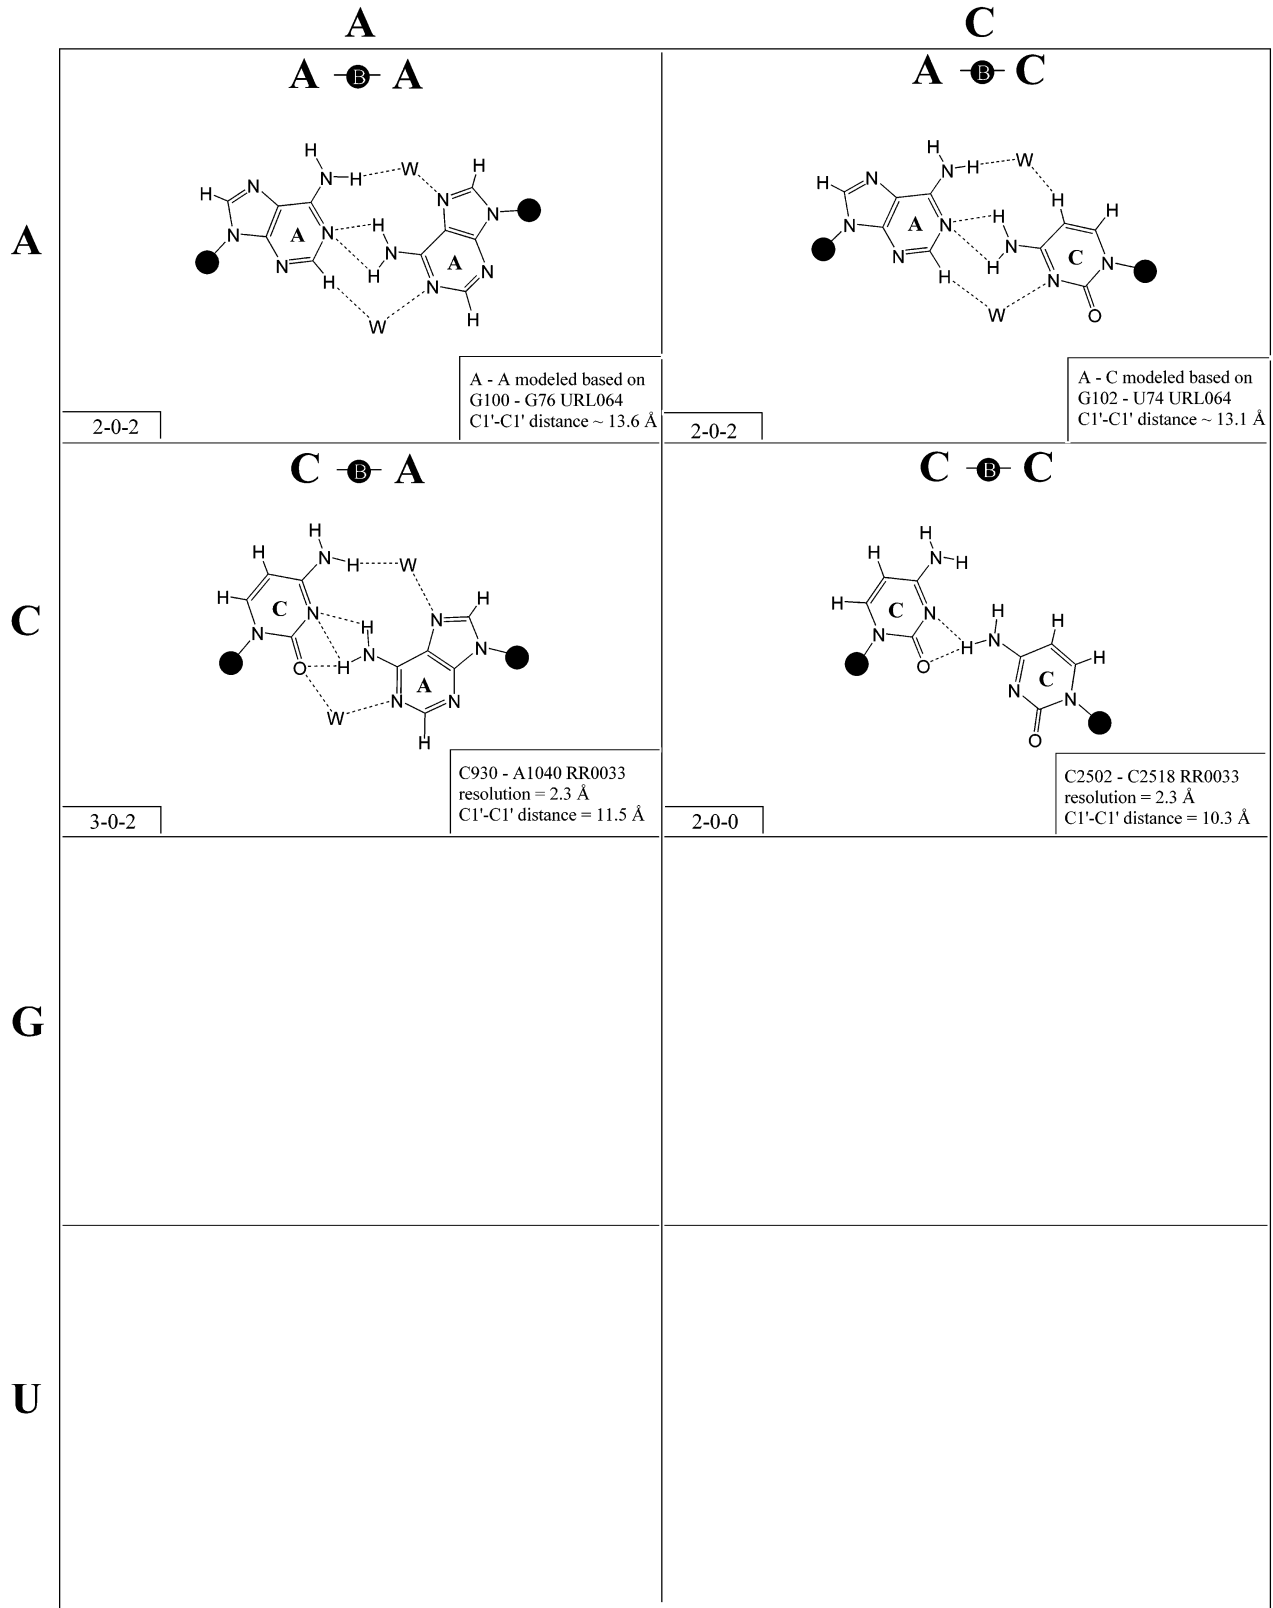 A C
A B A
A B C
A
H
H
N H W
H
H N N N
N A N H N
N H N A N
H N
W H
H
H
N H W
H
H N N H H
N A N H N
N H N C N
H N
W O
A - A modeled based on
G100 - G76 URL064
C1'-C1' distance ~ 13.6 Å
2-0-2
A - C modeled based on
G102 - U74 URL064
C1'-C1' distance ~ 13.1 Å
2-0-2
C B A
C B C
C
H
H N H W
H C N N H
N H N N
O H N
N A N
W
H
H
H N H
H C N H H
N H N H
O N C N
O
C930 - A1040 RR0033
resolution = 2.3 Å
C1'-C1' distance = 11.5 Å
3-0-2
C2502 - C2518 RR0033
resolution = 2.3 Å
C1'-C1' distance = 10.3 Å
2-0-0
G
U